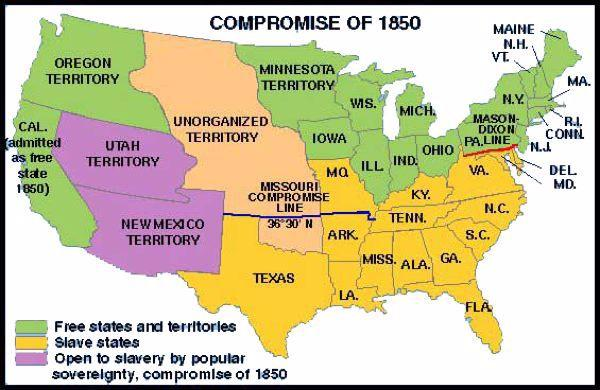 COMPROMISE OF 1850
OREGON
TERRITORY
CAL.
(admitted
as free
state
1850)
UTAH
TERRITORY
NEW MEXICO
TERRITORY
UNORGANIZED
TERRITORY
MISSOURI
COMPROMISE
LINE
36°30' N
MINNESOTA
TERRITORY
WIS.
MICH.
IOWA
ILL.
IND.
OHIO
MO.
KY.
TENN.
ARK.
TEXAS
LA.
MISS.
ALA.
GA.
FLA.
S.C.
N.C.
VA.
MASON-
DIXON
LINE
PA.
N.Y.
MAINE
N.H.
VT.
MA.
R.I.
CONN.
N.J.
DEL.
MD.
Free states and territories
Slave states
Open to slavery by popular
sovereignty, compromise of 1850